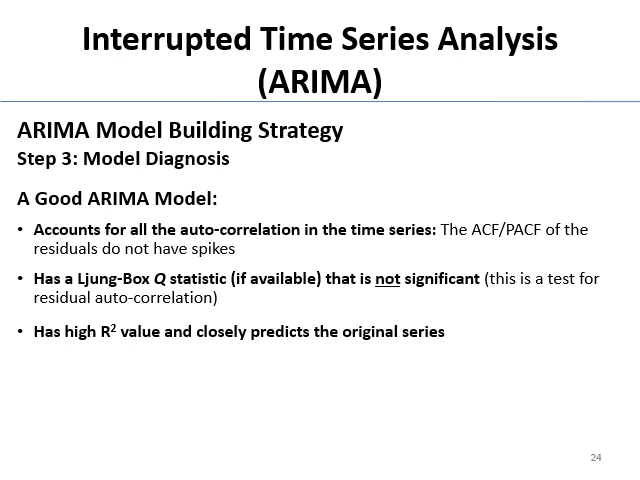 Interrupted Time Series Analysis
(ARIMA)
ARIMA Model Building Strategy
Step 3: Model Diagnosis
A Good ARIMA Model:
• Accounts for all the auto-correlation in the time series: The ACF/PACF of the
residuals do not have spikes
• Has a Ljung-Box Q statistic (if available) that is not significant (this is a test for
residual auto-correlation)
• Has high R² value and closely predicts the original series
24